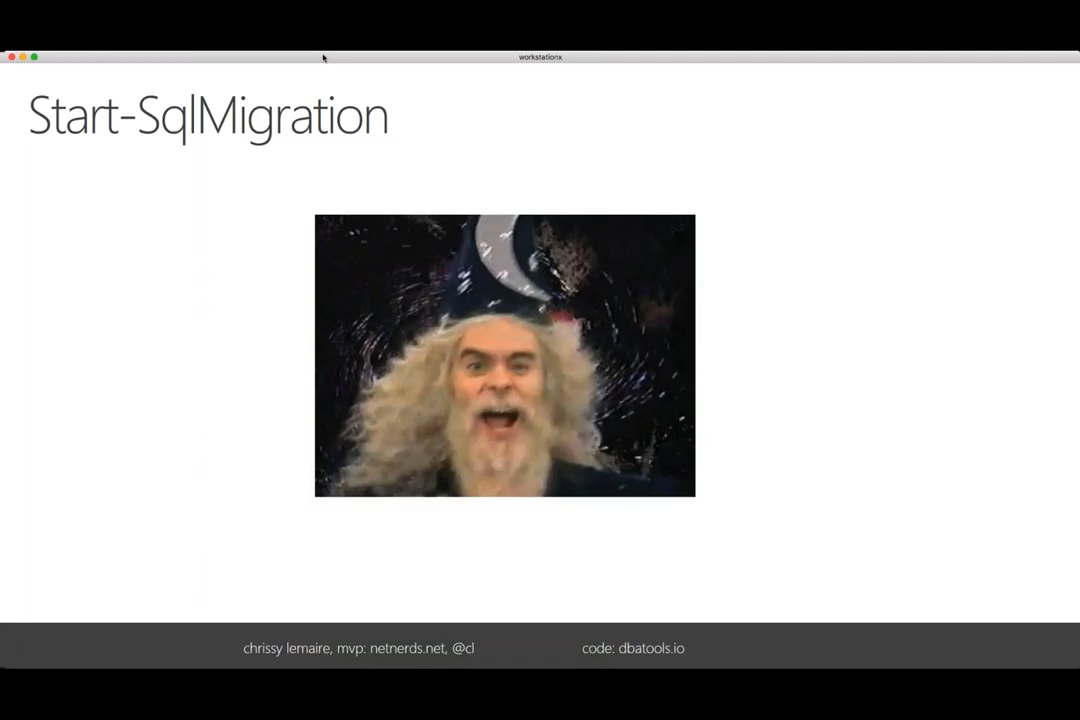 workstationx
Start-SqlMigration
chrissy lemaire, mvp: netnerds.net, @cl
code: dbatools.io